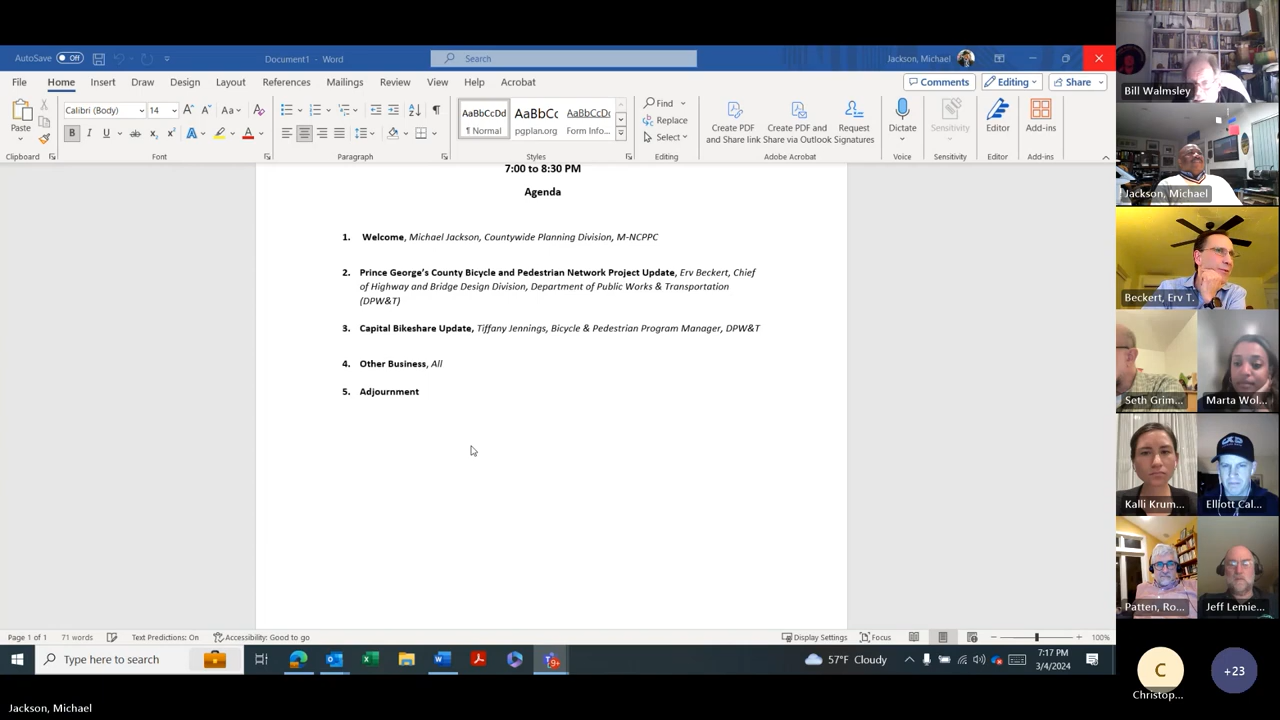 AutoSave Off Document1 - Word Search Jackson, Michael
File Home Insert Draw Design Layout References Mailings Review View Help Acrobat Comments Editing Share
Paste Calibri (Body) 14
AaBbCcDd AaBbCc AaBbCcDc
¶ Normal pgplan.org Form Info...
Find
Replace
Select
Create PDF and Share link
Create PDF and Share via Outlook
Request Signatures
Dictate
Sensitivity
Editor
Add-ins
Clipboard Font Paragraph Styles Editing Adobe Acrobat Voice Sensitivity Editor Add-ins
7:00 to 8:30 PM
Agenda
1. Welcome, Michael Jackson, Countywide Planning Division, M-NCPPC
2. Prince George's County Bicycle and Pedestrian Network Project Update, Erv Beckert, Chief
of Highway and Bridge Design Division, Department of Public Works & Transportation
(DPW&T)
3. Capital Bikeshare Update, Tiffany Jennings, Bicycle & Pedestrian Program Manager, DPW&T
4. Other Business, All
5. Adjournment
Page 1 of 1 71 words Text Predictions: On Accessibility: Good to go Display Settings Focus 100%
Type here to search 9+ 57°F Cloudy 7:17 PM
3/4/2024
Jackson, Michael
Bill Walmsley
Jackson, Michael
Beckert, Erv T.
Seth Grim... Marta Wol...
Kalli Krum... Elliott Cal...
Patten, Ro... Jeff Lemie...
C +23
Christop...